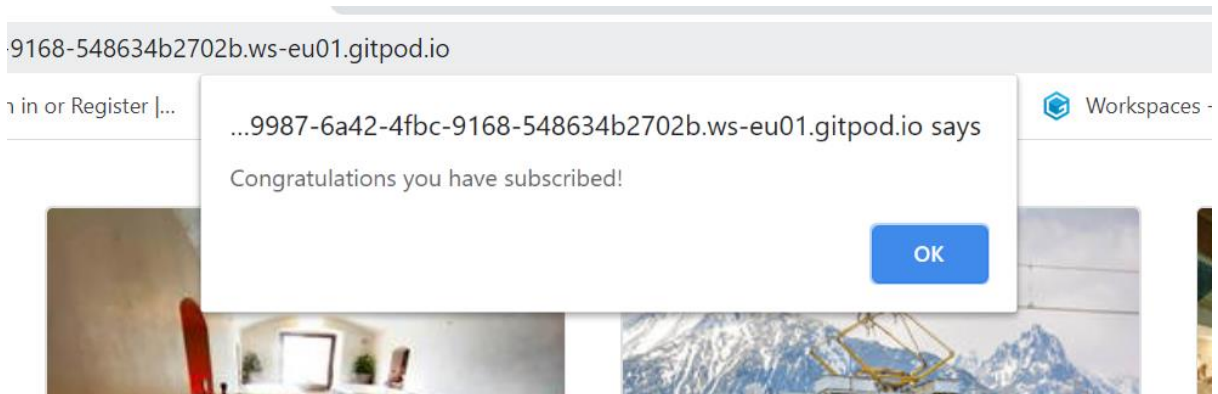 -9168-548634b2702b.ws-eu01.gitpod.io
in or Register |...
Workspaces -
...9987-6a42-4fbc-9168-548634b2702b.ws-eu01.gitpod.io says
Congratulations you have subscribed!
OK